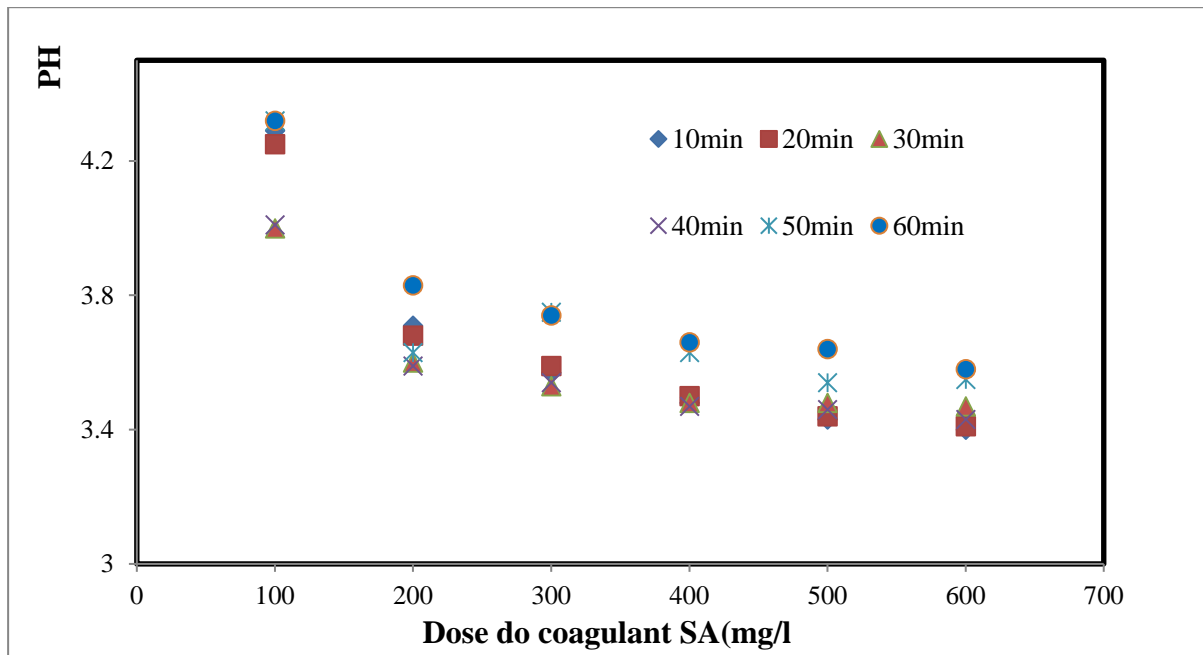 PH
10min 20min 30min
4.2
40min 50min 60min
3.8
3.4
3
0 100 200 300 400 500 600 700
Dose do coagulant SA(mg/l